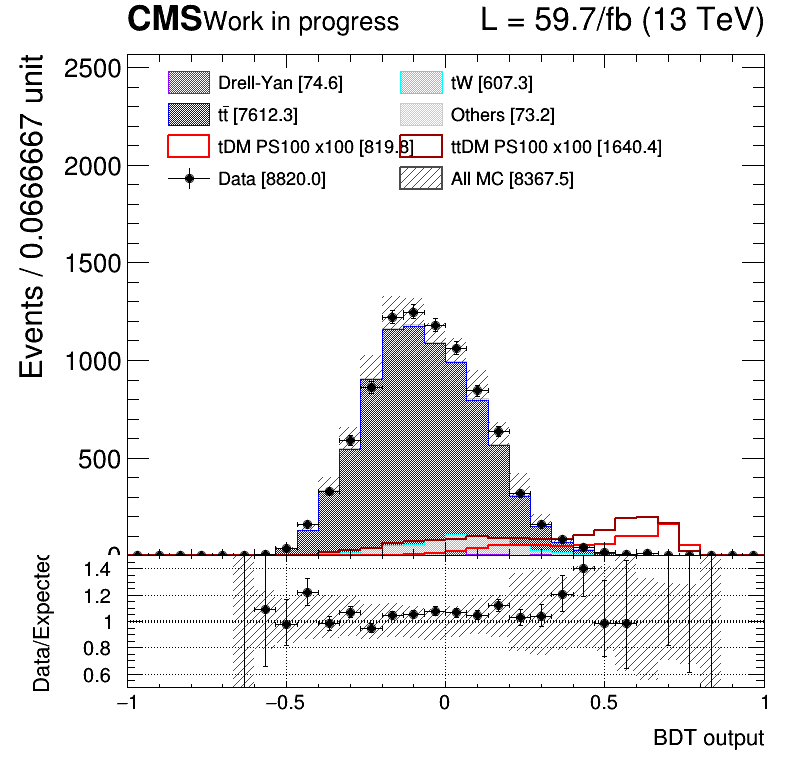 CMS Work in progress L = 59.7/fb (13 TeV)
Events / 0.0666667 unit
2500
2000
1500
1000
500
0
Drell-Yan [74.6] tW [607.3]
tt̄ [7612.3] Others [73.2]
tDM PS100 x100 [819.8] ttDM PS100 x100 [1640.4]
Data [8820.0] All MC [8367.5]
Data/Expected
1.4
1.2
1
0.8
0.6
−1 −0.5 0 0.5 1
BDT output